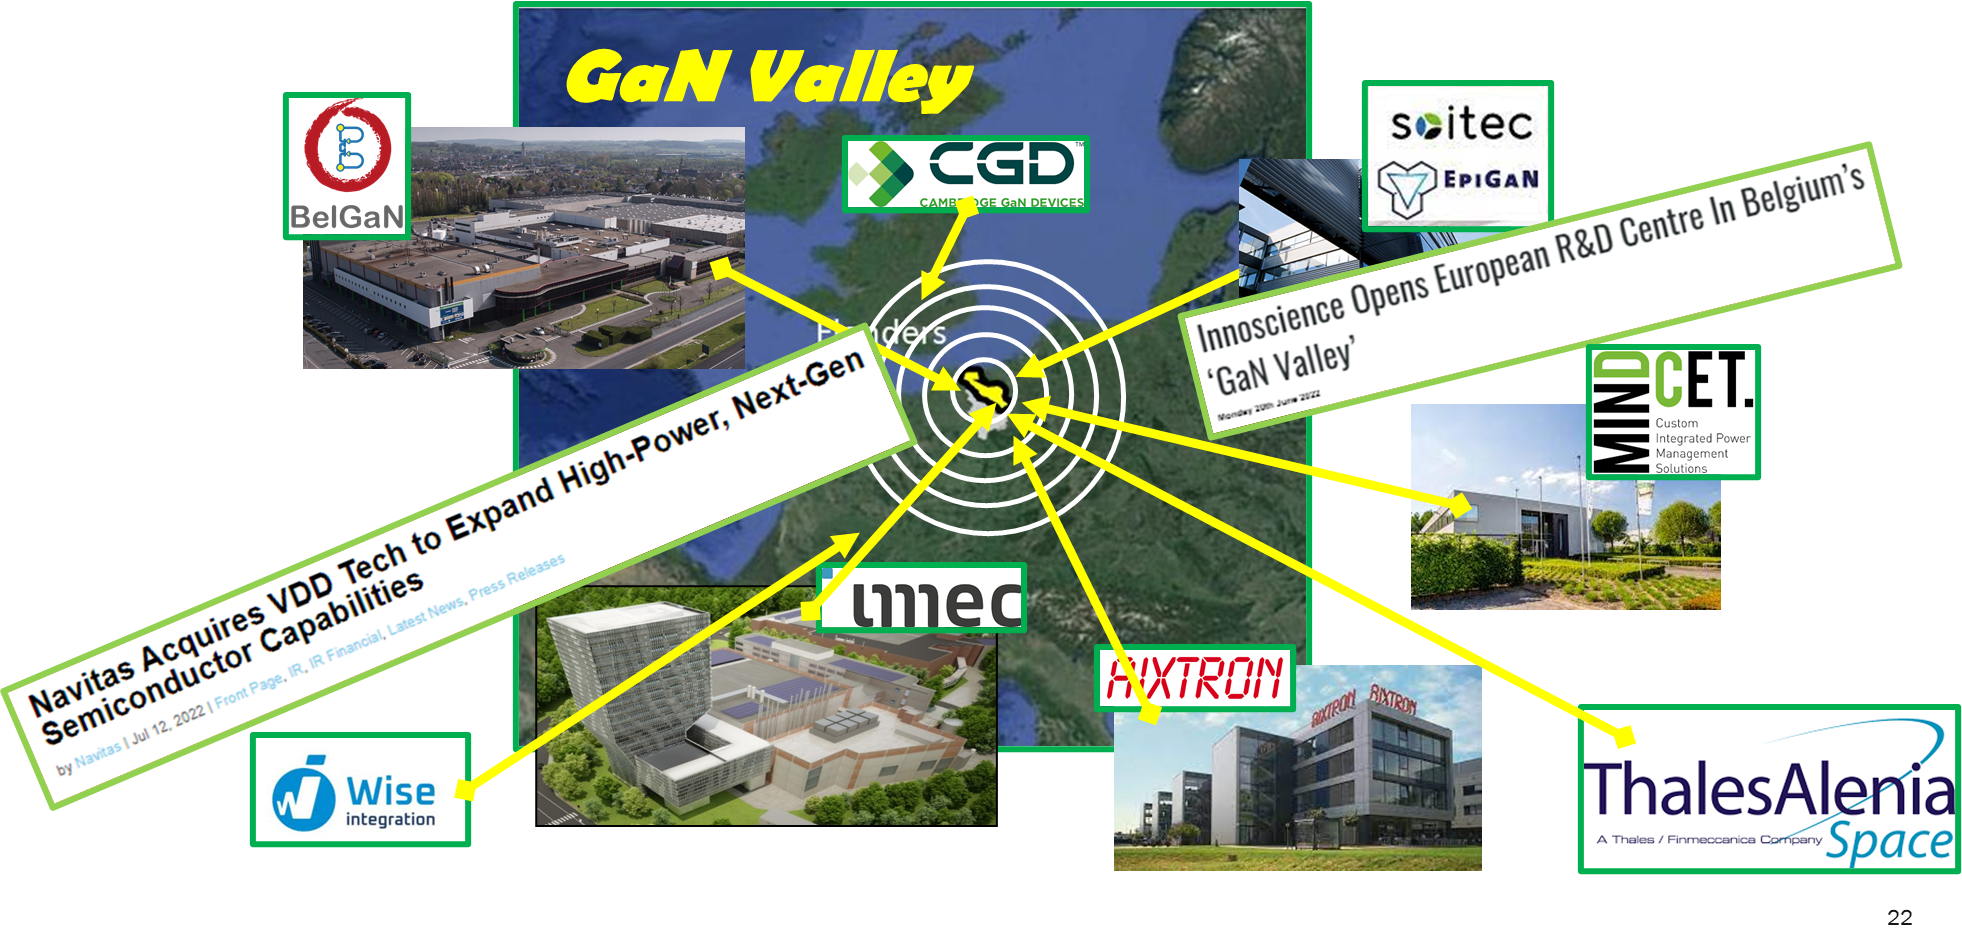 GaN Valley
BelGaN
CGD™
CAMBRIDGE GaN DEVICES
soitec
EPIGAN
Innoscience Opens European R&D Centre In Belgium's
'GaN Valley'
Monday 20th June 2022
Flanders
MINDCET.
Custom
Integrated Power
Management
Solutions
Navitas Acquires VDD Tech to Expand High-Power, Next-Gen
Semiconductor Capabilities
by Navitas | Jul 12, 2022 | Front Page, IR, IR Financial, Latest News, Press Releases
imec
AIXTRON
AIXTRON AIXTRON
W Wise
integration
ThalesAlenia
A Thales / Finmeccanica Company Space
22